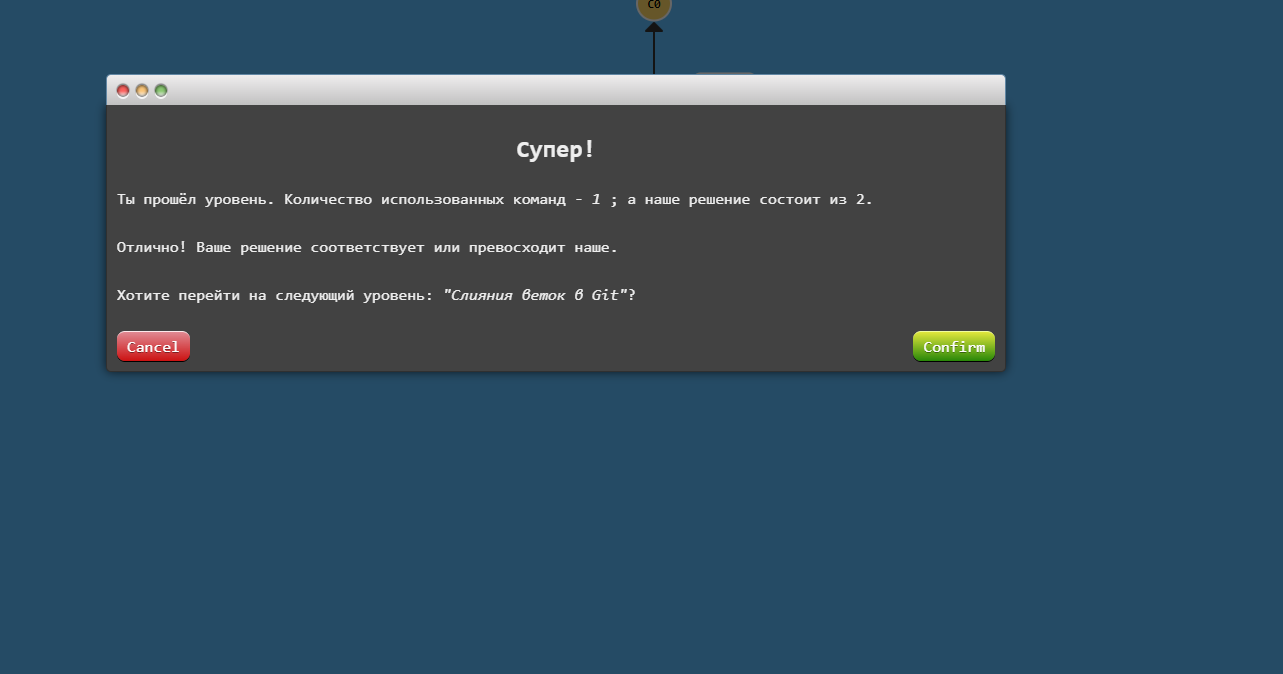 C0
Супер!
Ты прошёл уровень. Количество использованных команд - 1 ; а наше решение состоит из 2.
Отлично! Ваше решение соответствует или превосходит наше.
Хотите перейти на следующий уровень: "Слияния веток в Git"?
Cancel
Confirm